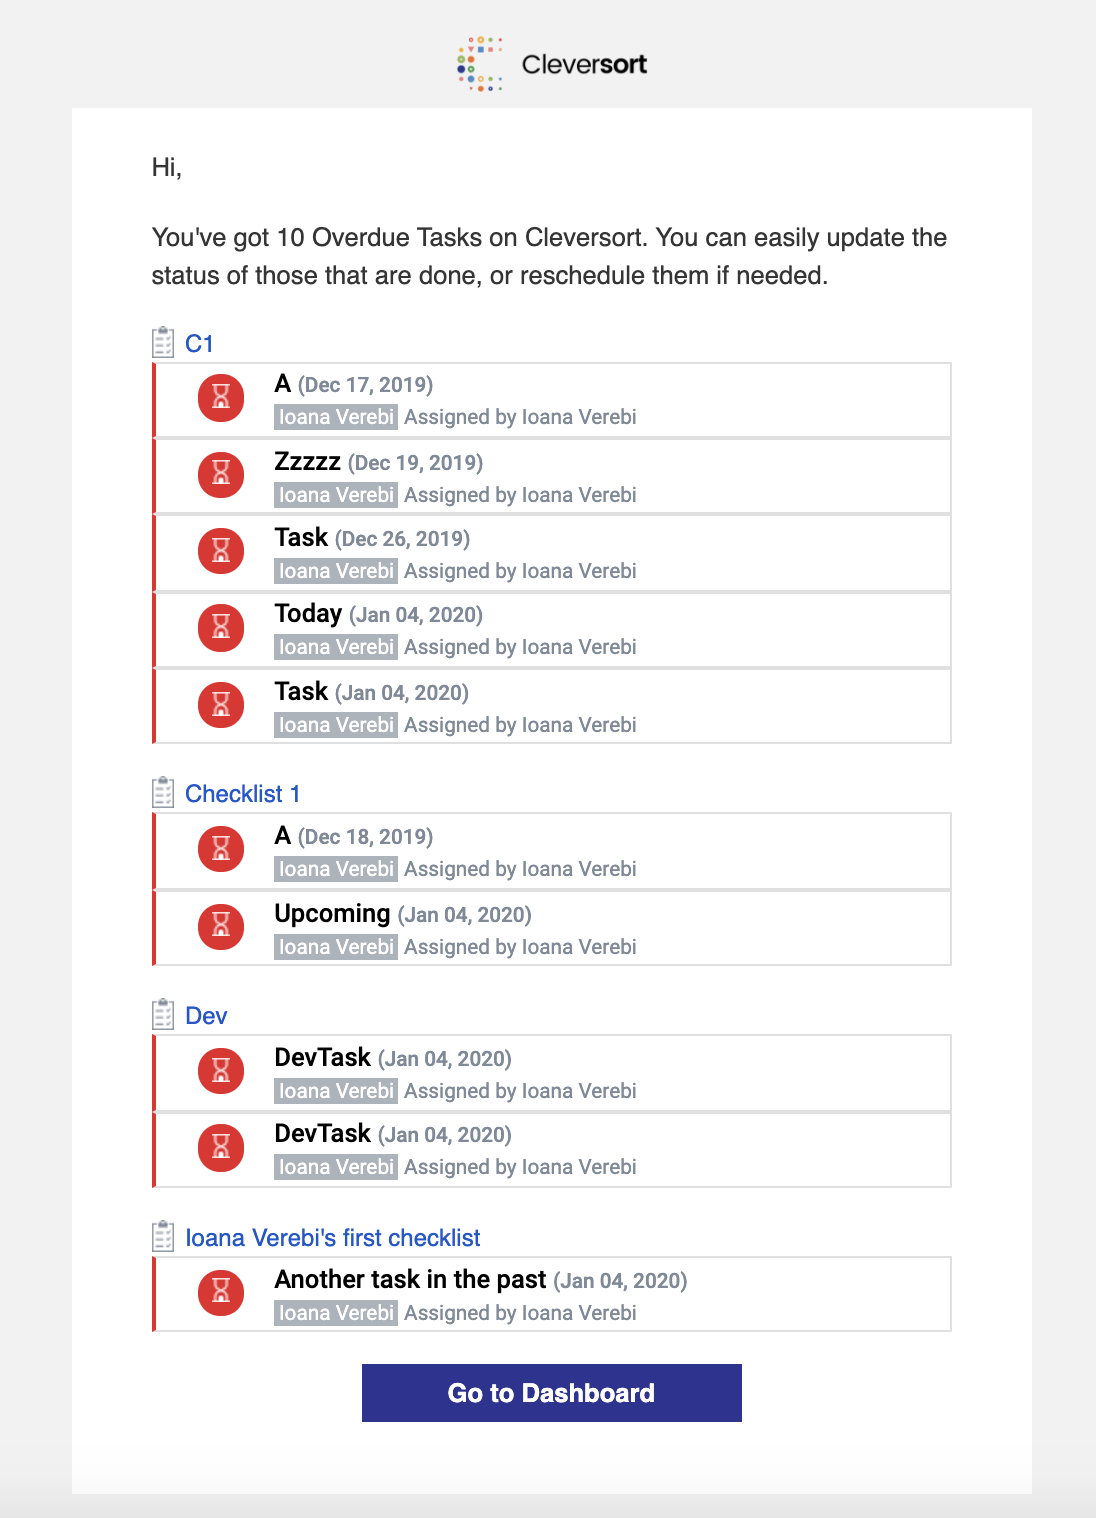 Cleversort
Hi,
You've got 10 Overdue Tasks on Cleversort. You can easily update the
status of those that are done, or reschedule them if needed.
C1
A (Dec 17, 2019)
Ioana Verebi Assigned by Ioana Verebi
Zzzzz (Dec 19, 2019)
Ioana Verebi Assigned by Ioana Verebi
Task (Dec 26, 2019)
Ioana Verebi Assigned by Ioana Verebi
Today (Jan 04, 2020)
Ioana Verebi Assigned by Ioana Verebi
Task (Jan 04, 2020)
Ioana Verebi Assigned by Ioana Verebi
Checklist 1
A (Dec 18, 2019)
Ioana Verebi Assigned by Ioana Verebi
Upcoming (Jan 04, 2020)
Ioana Verebi Assigned by Ioana Verebi
Dev
DevTask (Jan 04, 2020)
Ioana Verebi Assigned by Ioana Verebi
DevTask (Jan 04, 2020)
Ioana Verebi Assigned by Ioana Verebi
Ioana Verebi's first checklist
Another task in the past (Jan 04, 2020)
Ioana Verebi Assigned by Ioana Verebi
Go to Dashboard